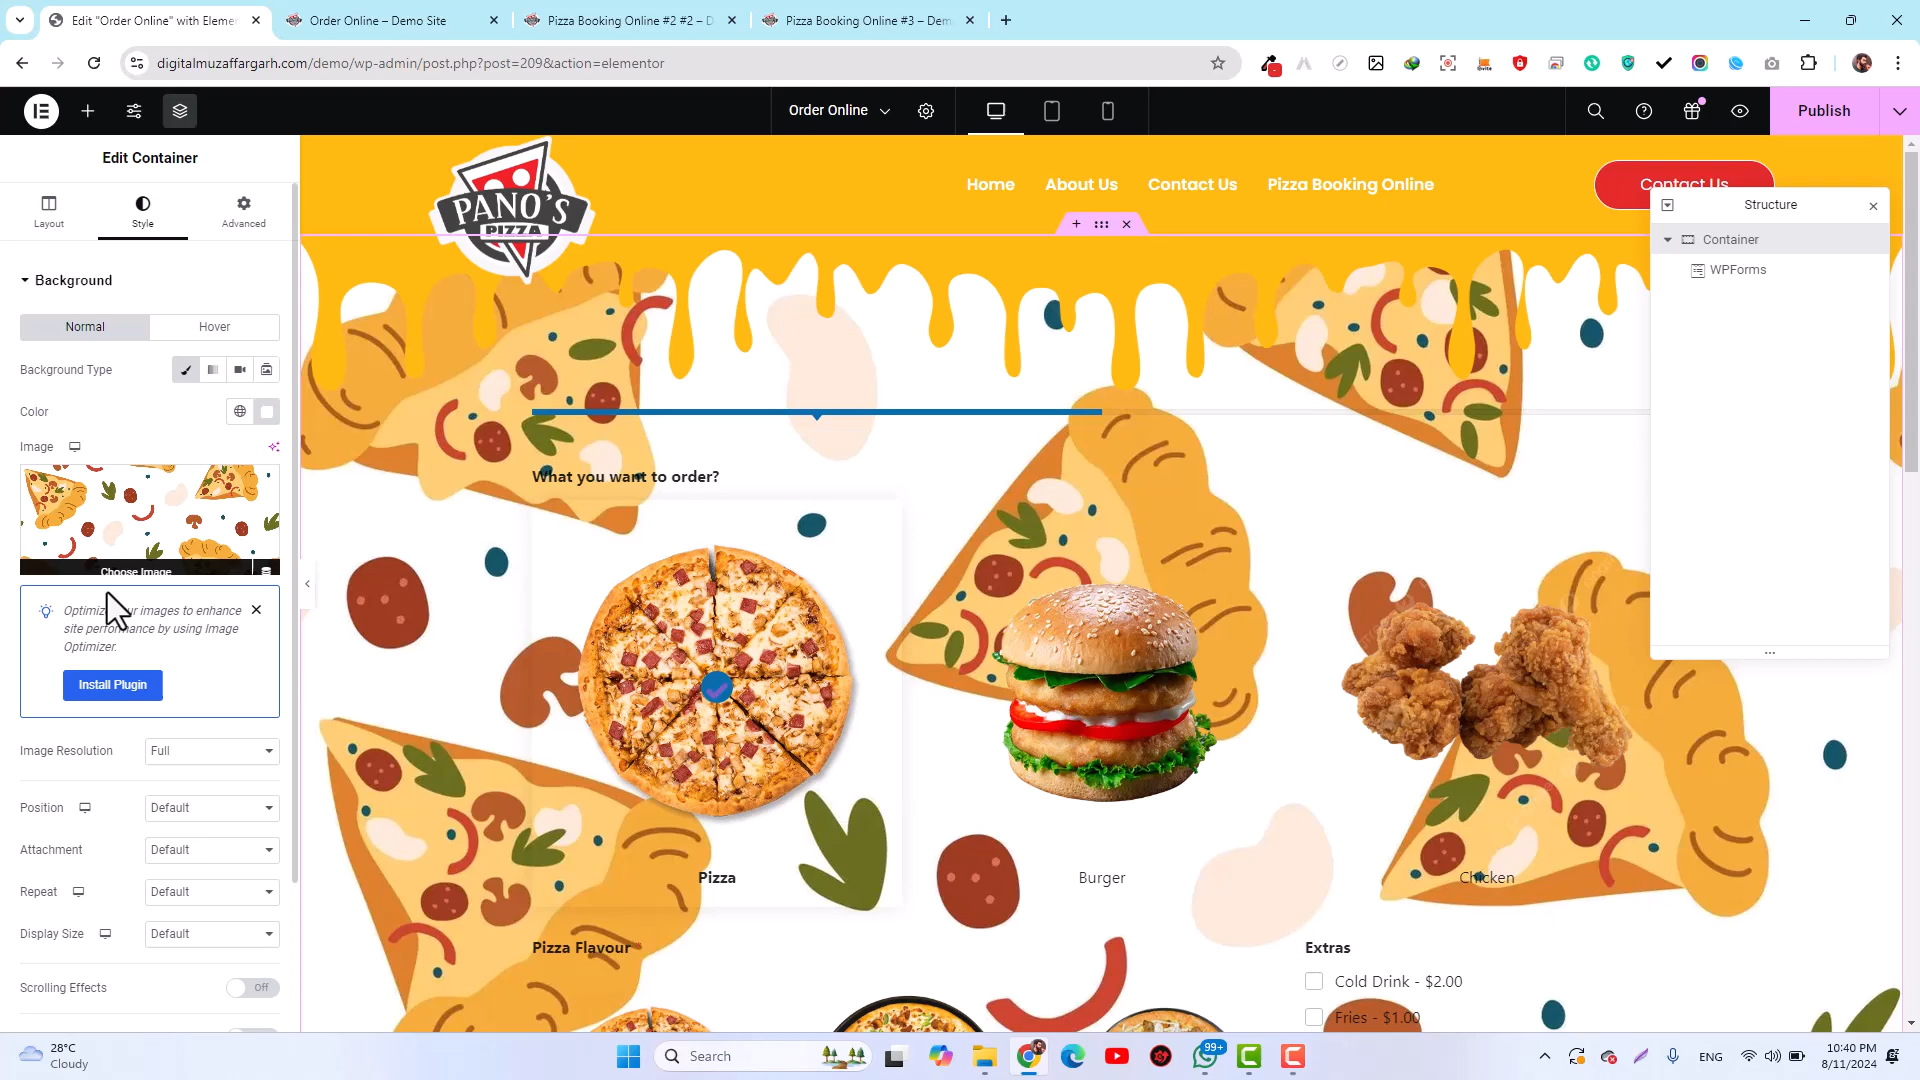 Edit "Order Online" with Elemen
Order Online – Demo Site
Pizza Booking Online #2 #2 – D
Pizza Booking Online #3 – Dem
digitalmuzaffargarh.com/demo/wp-admin/post.php?post=209&action=elementor
Order Online
Publish
Edit Container
Layout
Style
Advanced
Background
Normal
Hover
Background Type
Color
Image
Choose Image
Optimiz ur images to enhance
site performance by using Image
Optimizer.
Install Plugin
Image Resolution
Full
Position
Default
Attachment
Default
Repeat
Default
Display Size
Default
Scrolling Effects
Off
PANO'S
PIZZA
Home
About Us
Contact Us
Pizza Booking Online
Contact Us
Structure
Container
WPForms
What you want to order?
Pizza
Burger
Chicken
Pizza Flavour
Extras
Cold Drink - $2.00
Fries - $1.00
28°C
Cloudy
Search
99+
ENG
10:40 PM
8/11/2024